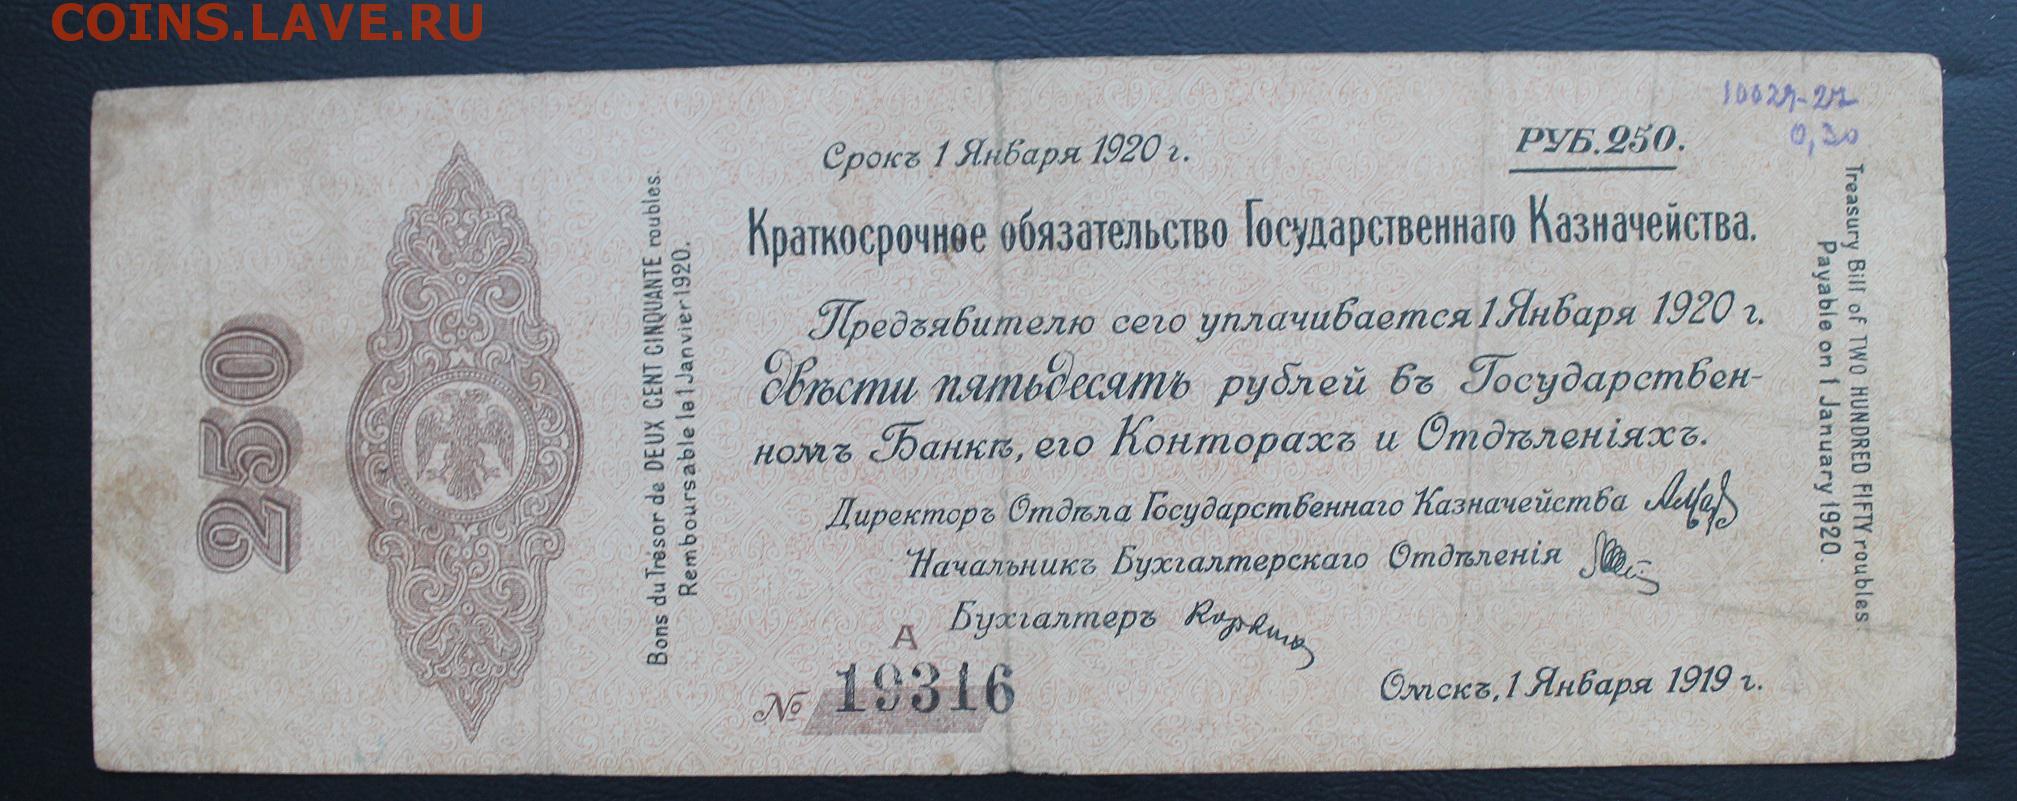 COINS.LAVE.RU
250
Bons du Trésor de DEUX CENT CINQUANTE roubles.
Remboursable le 1 Janvier 1920.
Срокъ 1 Января 1920 г.
РУБ. 250.
0,30
Краткосрочное обязательство Государственнаго Казначейства.
Предъявителю сего уплачивается 1 Января 1920 г.
двѣсти пятьдесятъ рублей въ Государствен-
номъ Банкѣ, его Конторахъ и Отдѣленіяхъ.
Директоръ Отдѣла Государственнаго Казначейства
Начальникъ Бухгалтерскаго Отдѣленія
Бухгалтеръ
А
№ 19316
Омскъ, 1 Января 1919 г.
Treasury Bill of TWO HUNDRED FIFTY roubles.
Payable on 1 January 1920.